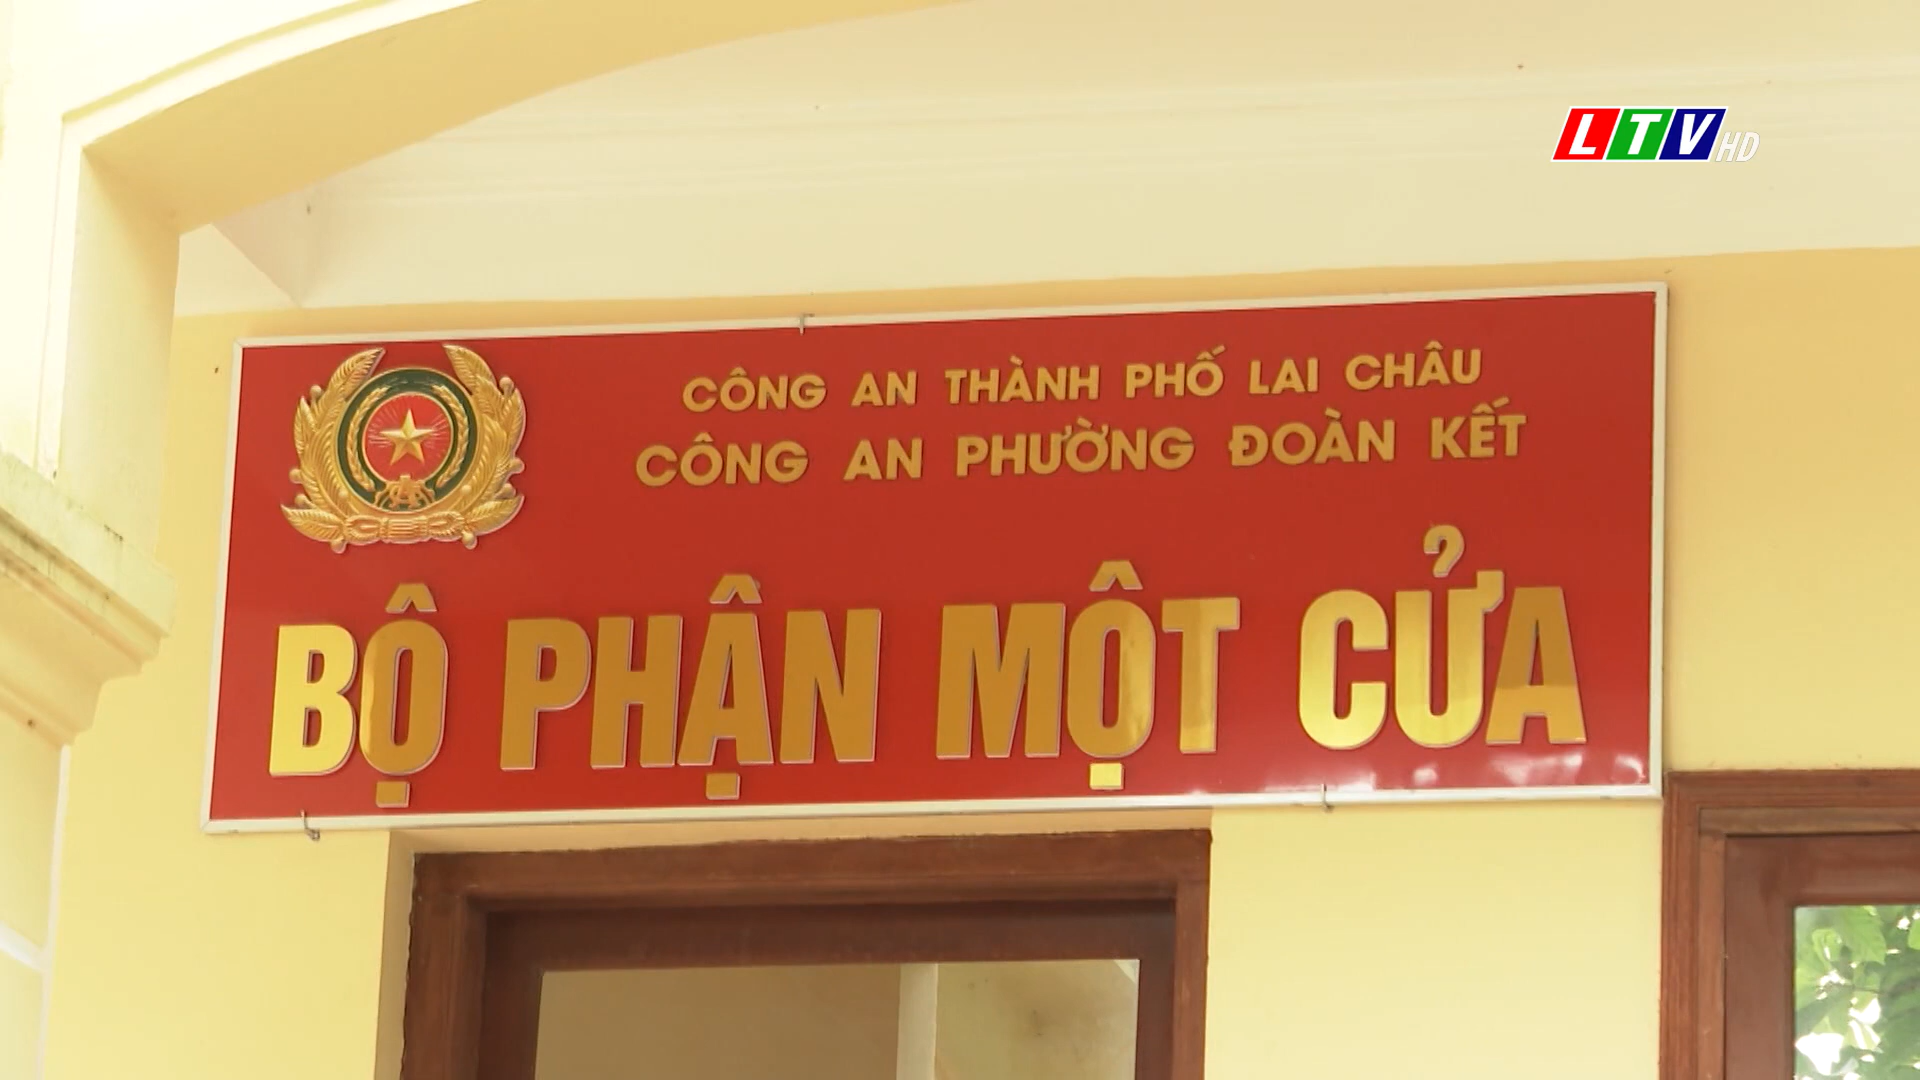 LTV HD
CÔNG AN THÀNH PHỐ LAI CHÂU
CÔNG AN PHƯỜNG ĐOÀN KẾT
BỘ PHẬN MỘT CỬA